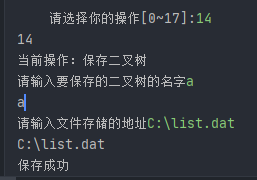 请选择你的操作[0~17]:14
14
当前操作: 保存二叉树
请输入要保存的二叉树的名字a
a
请输入文件存储的地址C:\list.dat
C:\list.dat
保存成功